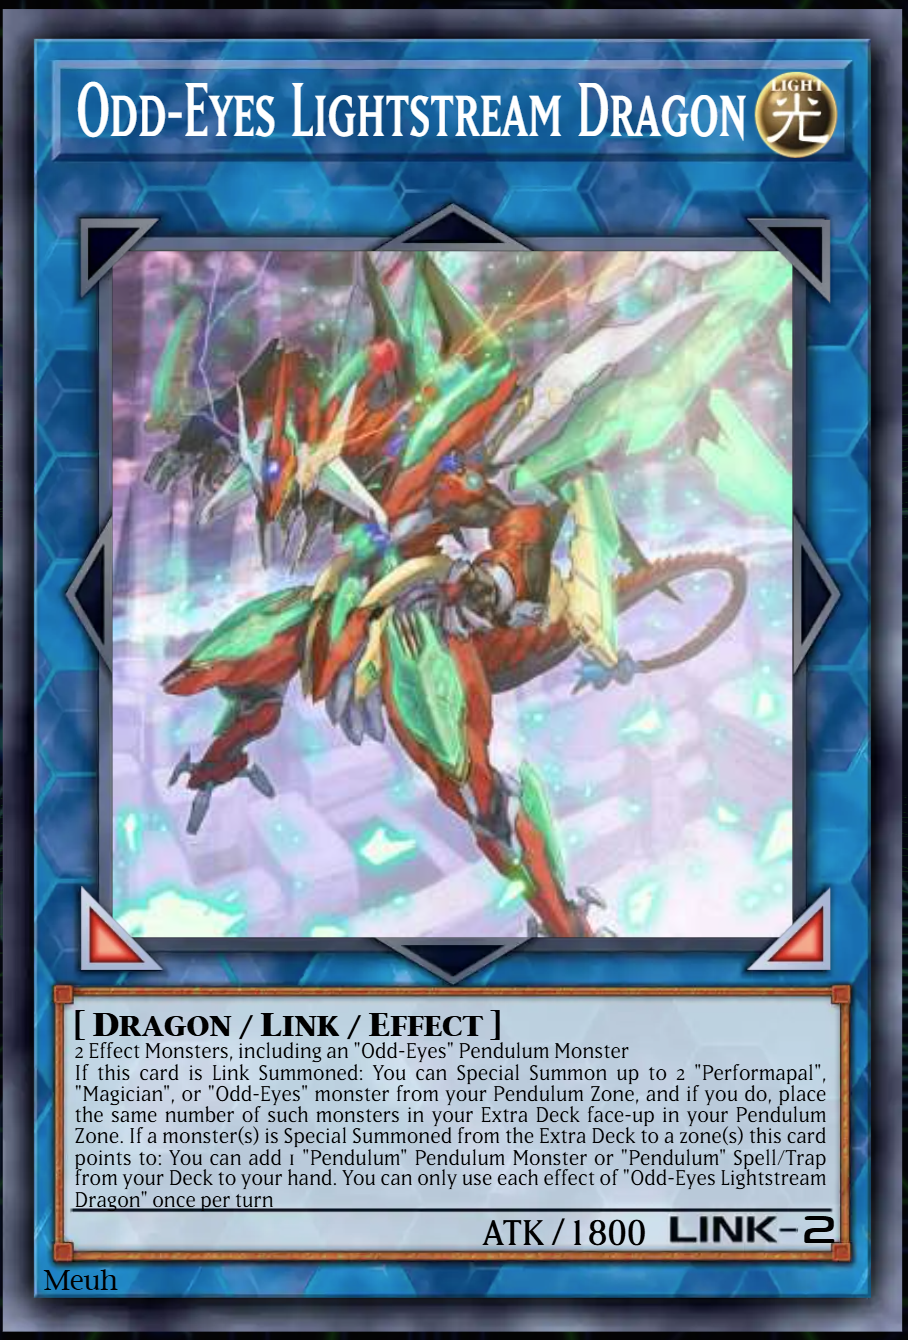 Odd-Eyes Lightstream Dragon
LIGHT
光
[ Dragon / Link / Effect ]
2 Effect Monsters, including an "Odd-Eyes" Pendulum Monster
If this card is Link Summoned: You can Special Summon up to 2 "Performapal",
"Magician", or "Odd-Eyes" monster from your Pendulum Zone, and if you do, place
the same number of such monsters in your Extra Deck face-up in your Pendulum
Zone. If a monster(s) is Special Summoned from the Extra Deck to a zone(s) this card
points to: You can add 1 "Pendulum" Pendulum Monster or "Pendulum" Spell/Trap
from your Deck to your hand. You can only use each effect of "Odd-Eyes Lightstream
Dragon" once per turn
ATK / 1800 LINK-2
Meuh